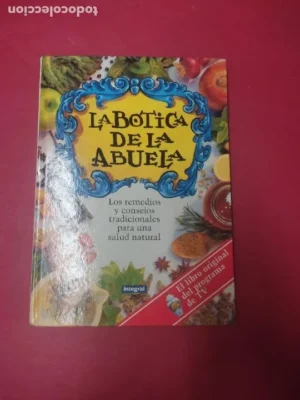 todocoleccion
LA BOTICA
DE LA
ABUELA
Los remedios
y consejos
tradicionales
para una
salud natural
El libro original
del programa
de TV
integral